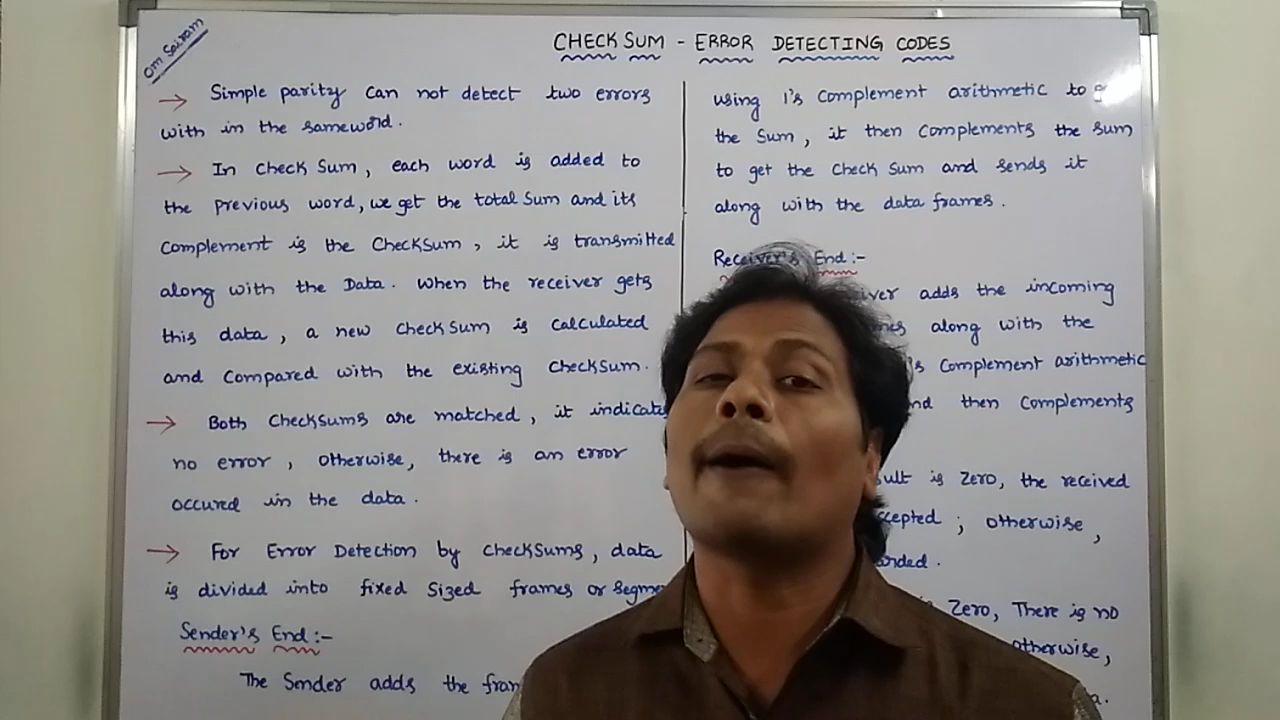 Om Sairam
CHECK SUM - ERROR DETECTING CODES
→ Simple parity can not detect two errors
with in the sameword.
→ In check sum, each word is added to
the previous word, we get the total sum and its
Complement is the Checksum, it is transmitted
along with the Data. When the receiver gets
this data, a new checksum is calculated
and Compared with the existing checksum.
→ Both checksums are matched, it indicates
no error, otherwise, there is an error
occured in the data.
→ For Error Detection by checksums, data
is divided into fixed sized frames or
Sender's End:-
The Sender adds the
using 1's complement arithmetic to
the Sum, it then Complements the sum
to get the check sum and sends it
along with the data frames.
Receiver's End:-
adds the incoming
along with the
Complement arithmetic
then Complements
is Zero, the received
; otherwise,
Zero, There is no
otherwise,